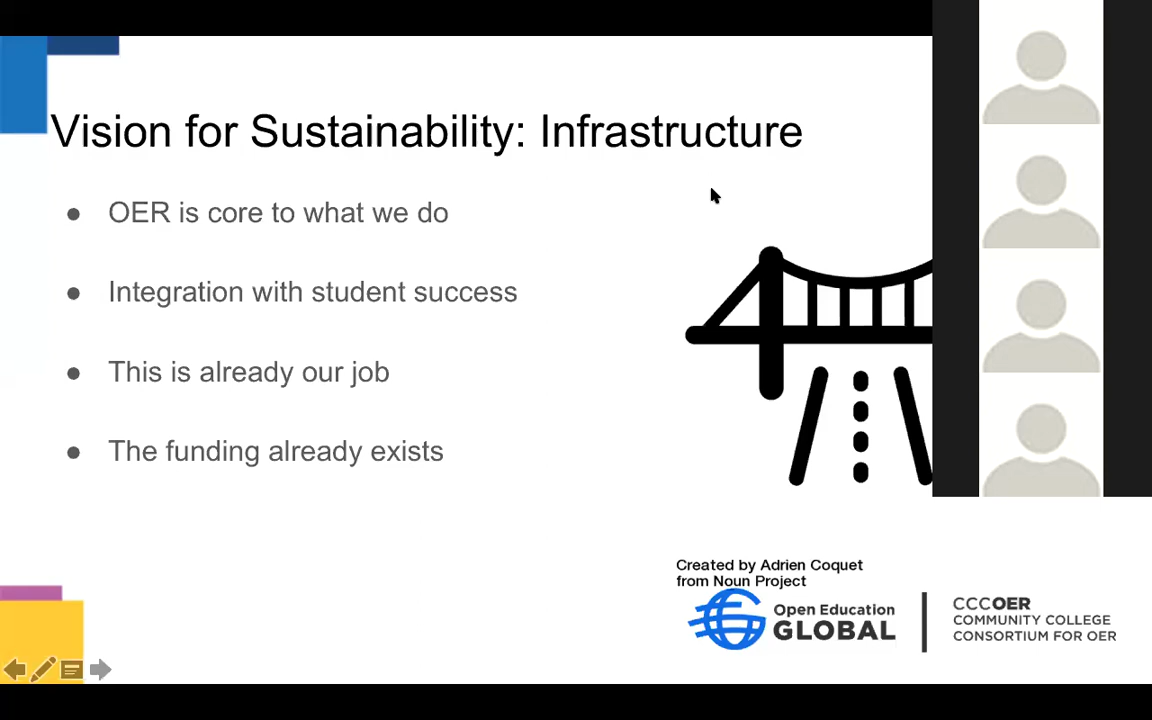 Vision for Sustainability: Infrastructure
● OER is core to what we do
● Integration with student success
● This is already our job
● The funding already exists
Created by Adrien Coquet
from Noun Project
Open Education
GLOBAL
CCCOER
COMMUNITY COLLEGE
CONSORTIUM FOR OER